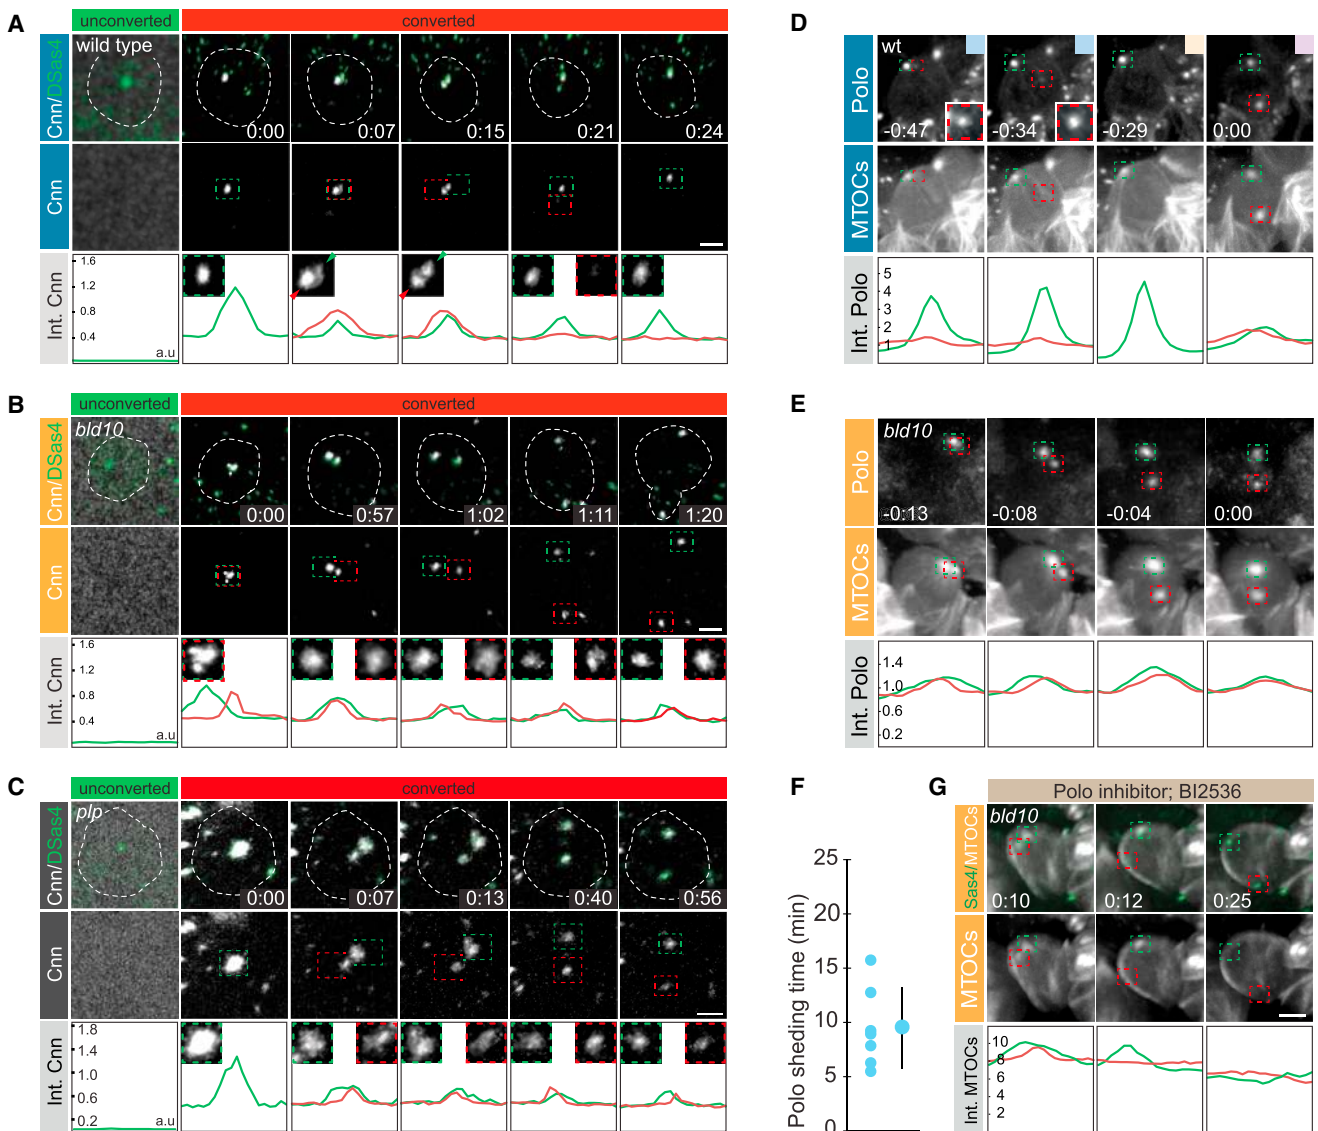 A
unconverted
converted
Cnn/DSas4
wild type
0:00
0:07
0:15
0:21
0:24
Cnn
Int. Cnn
1.6
1.2
0.8
0.4
a.u
B
unconverted
converted
Cnn/DSas4
bld10
0:00
0:57
1:02
1:11
1:20
Cnn
Int. Cnn
1.6
1.2
0.8
0.4
a.u
C
unconverted
converted
Cnn/DSas4
plp
0:00
0:07
0:13
0:40
0:56
Cnn
Int. Cnn
1.8
1.4
1.0
0.6
0.2
a.u
D
Polo
wt
-0:47
-0:34
-0:29
0:00
MTOCs
Int. Polo
5
4
3
2
1
E
Polo
bld10
-0:13
-0:08
-0:04
0:00
MTOCs
Int. Polo
1.4
1.0
0.6
0.2
F
Polo sheding time (min)
25
20
15
10
5
0
G
Polo inhibitor; BI2536
Sas4/MTOCs
bld10
0:10
0:12
0:25
MTOCs
Int. MTOCs
10
8
6
4
2